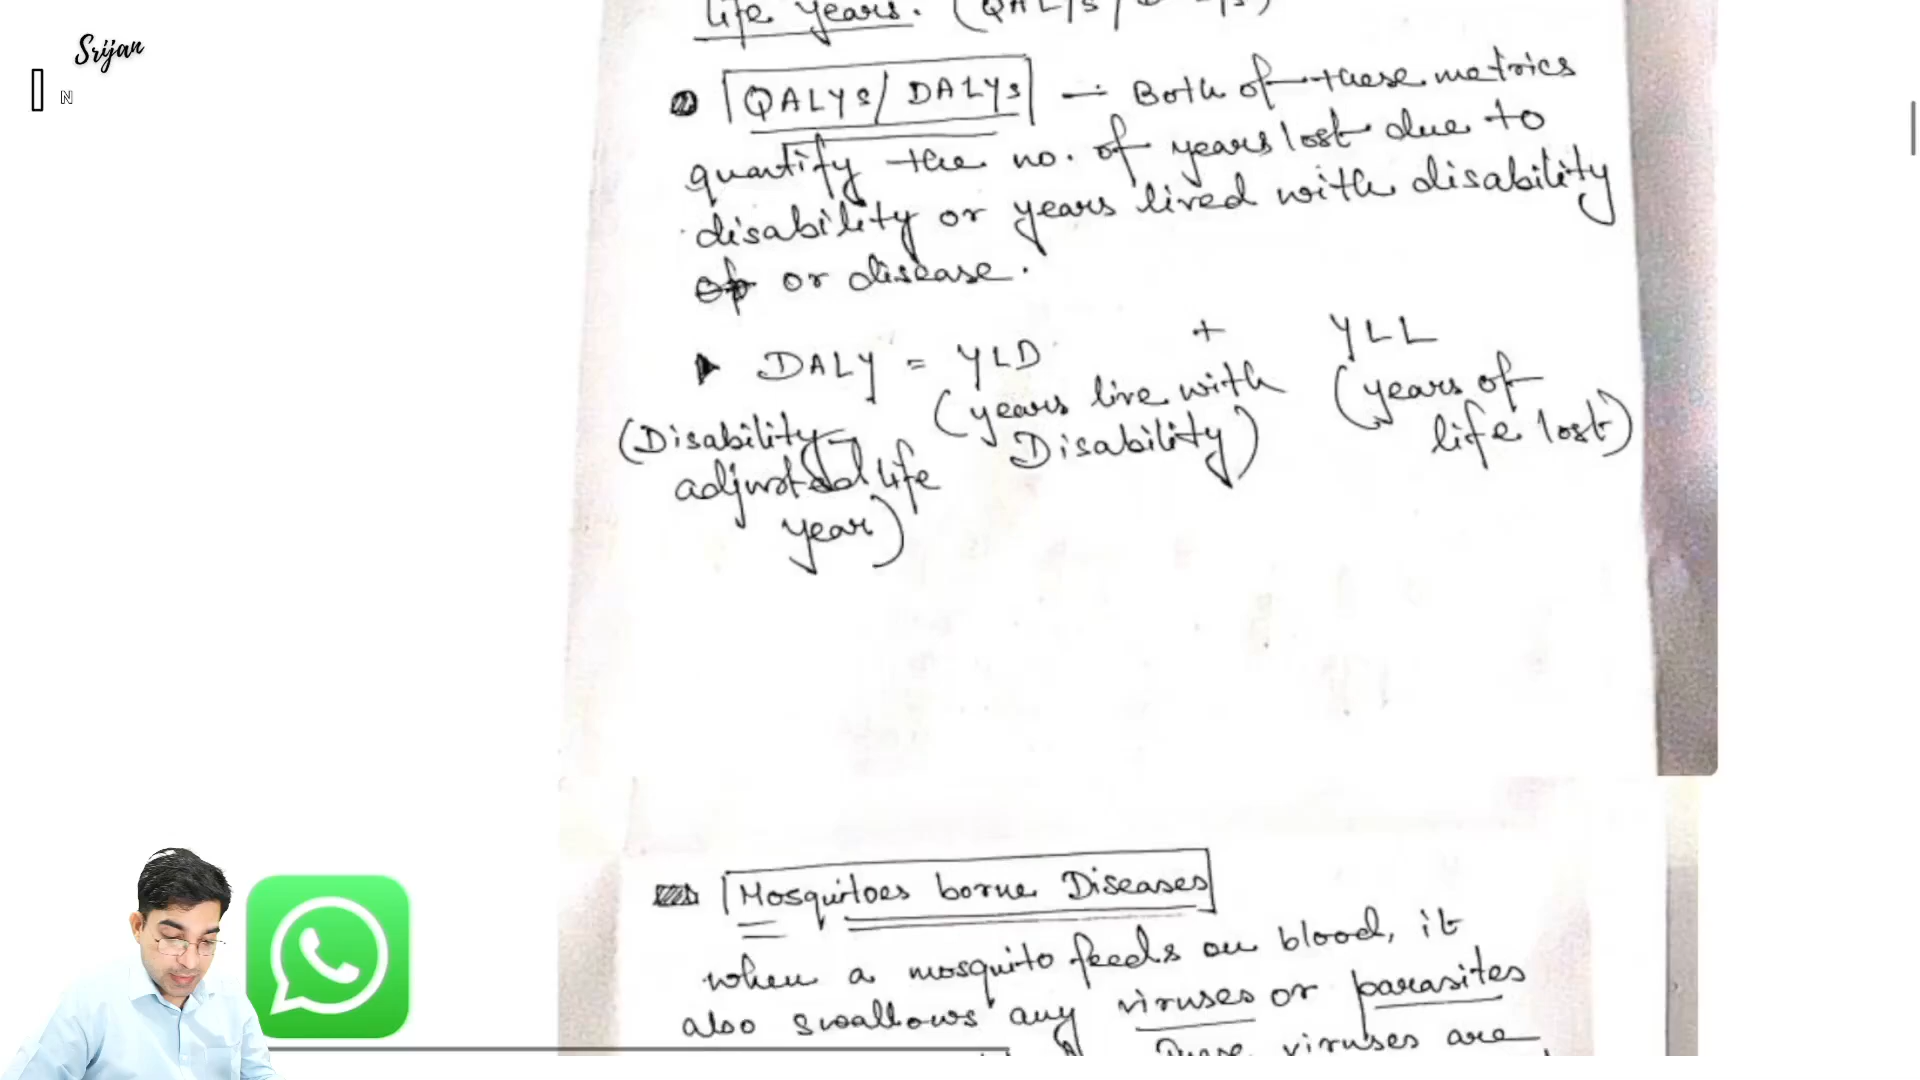 Srijan
N
life years. (QALYs/DALYs)
QALYs/ DALYs — Both of these metrics
quantify the no. of years lost due to
disability or years lived with disability
or disease.
DALY = YLD + YLL
(Disability- (years live with (years of
adjusted life Disability) life lost)
year)
Mosquitoes borne Diseases
when a mosquito feeds on blood, it
also swallows any viruses or parasites
These viruses are